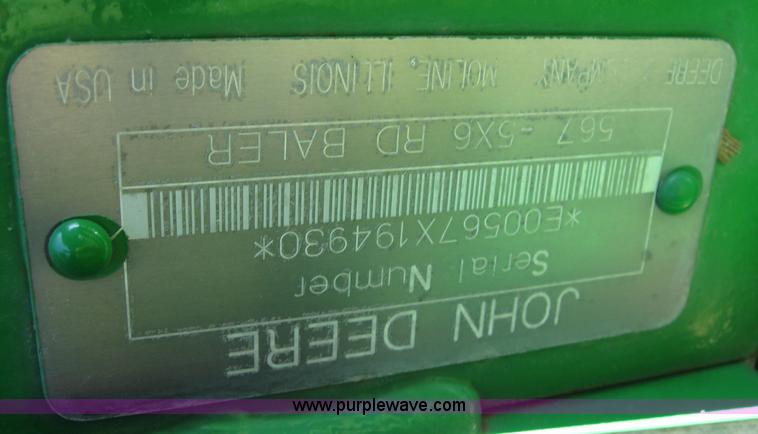 JOHN DEERE
Serial Number
*E00567X194930*
567 -5X6 RD BALER
DEERE COMPANY MOLINE, ILLINOIS Made in USA
www.purplewave.com